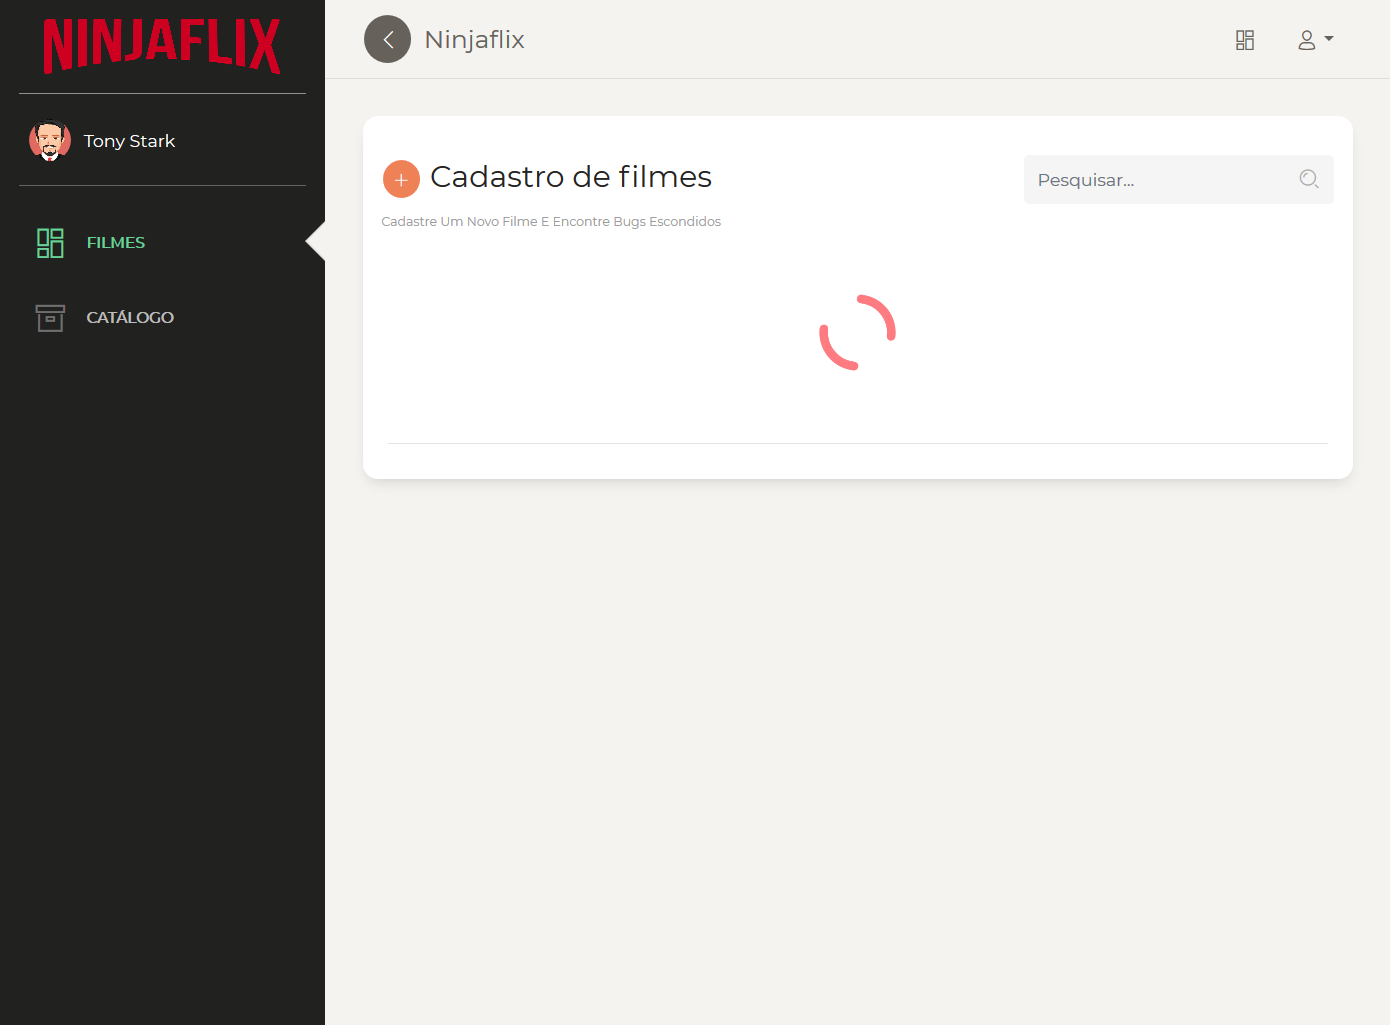 NINJAFLIX
Tony Stark
FILMES
CATÁLOGO
Ninjaflix
Cadastro de filmes
Pesquisar...
Cadastre Um Novo Filme E Encontre Bugs Escondidos